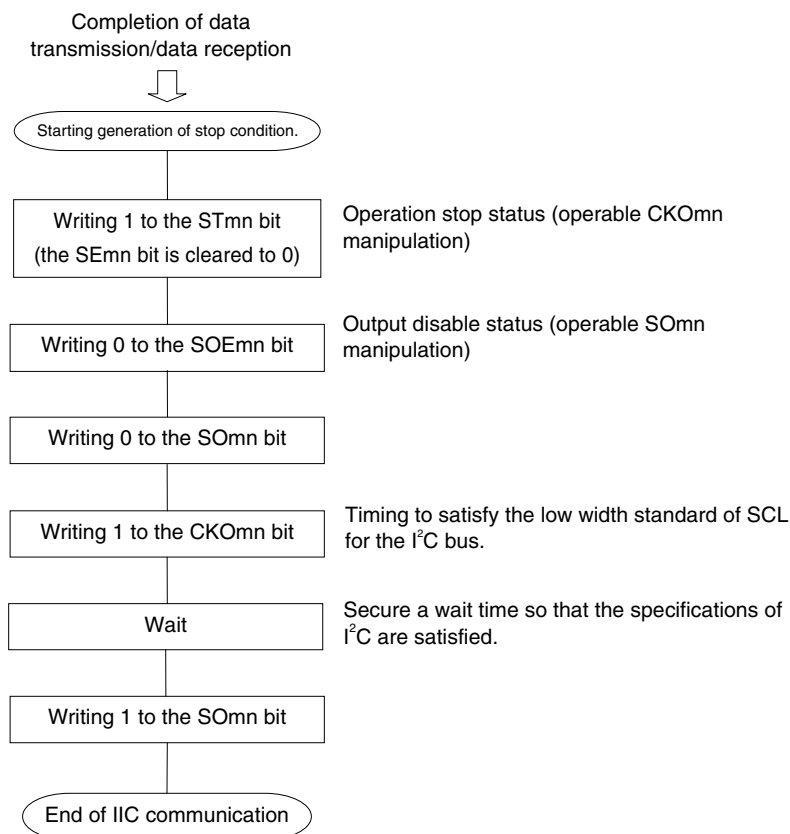 Completion of data
transmission/data reception
Starting generation of stop condition.
Writing 1 to the STmn bit
(the SEmn bit is cleared to 0)
Operation stop status (operable CKOmn
manipulation)
Writing 0 to the SOEmn bit
Output disable status (operable SOmn
manipulation)
Writing 0 to the SOmn bit
Writing 1 to the CKOmn bit
Timing to satisfy the low width standard of SCL
for the I²C bus.
Wait
Secure a wait time so that the specifications of
I²C are satisfied.
Writing 1 to the SOmn bit
End of IIC communication